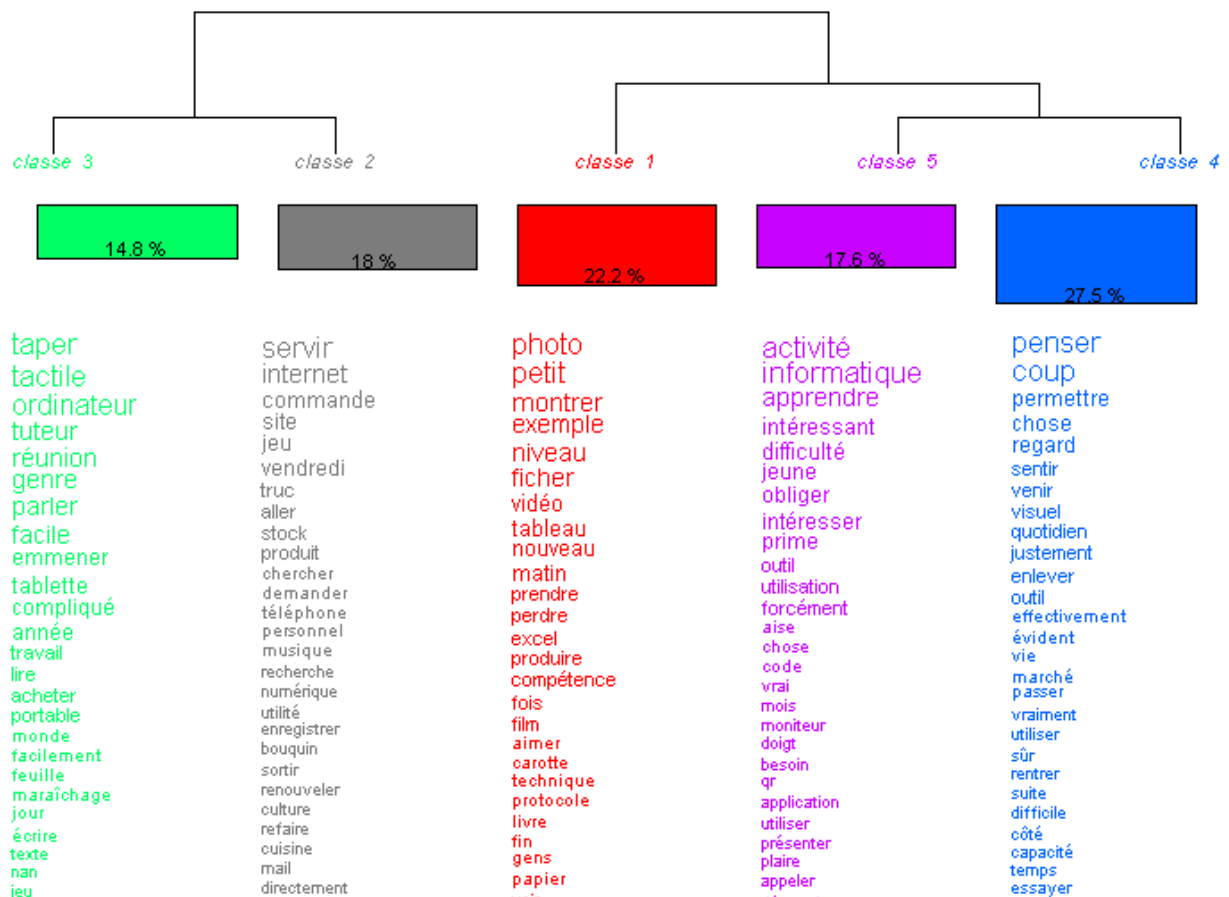 classe 3
classe 2
classe 1
classe 5
classe 4
14.8 %
18 %
22.2 %
17.6 %
27.5 %
taper
tactile
ordinateur
tuteur
réunion
genre
parler
facile
emmener
tablette
compliqué
année
travail
lire
acheter
portable
monde
facilement
feuille
maraîchage
jour
écrire
texte
nan
jeu
servir
internet
commande
site
jeu
vendredi
truc
aller
stock
produit
chercher
demander
téléphone
personnel
musique
recherche
numérique
utilité
enregistrer
bouquin
sortir
renouveler
culture
refaire
cuisine
mail
directement
photo
petit
montrer
exemple
niveau
ficher
vidéo
tableau
nouveau
matin
prendre
perdre
excel
produire
compétence
fois
film
aimer
carotte
technique
protocole
livre
fin
gens
papier
activité
informatique
apprendre
intéressant
difficulté
jeune
obliger
intéresser
prime
outil
utilisation
forcément
aise
chose
code
vrai
mois
moniteur
doigt
besoin
qr
application
utiliser
présenter
plaire
appeler
penser
coup
permettre
chose
regard
sentir
venir
visuel
quotidien
justement
enlever
outil
effectivement
évident
vie
marché
passer
vraiment
utiliser
sûr
rentrer
suite
difficile
côté
capacité
temps
essayer